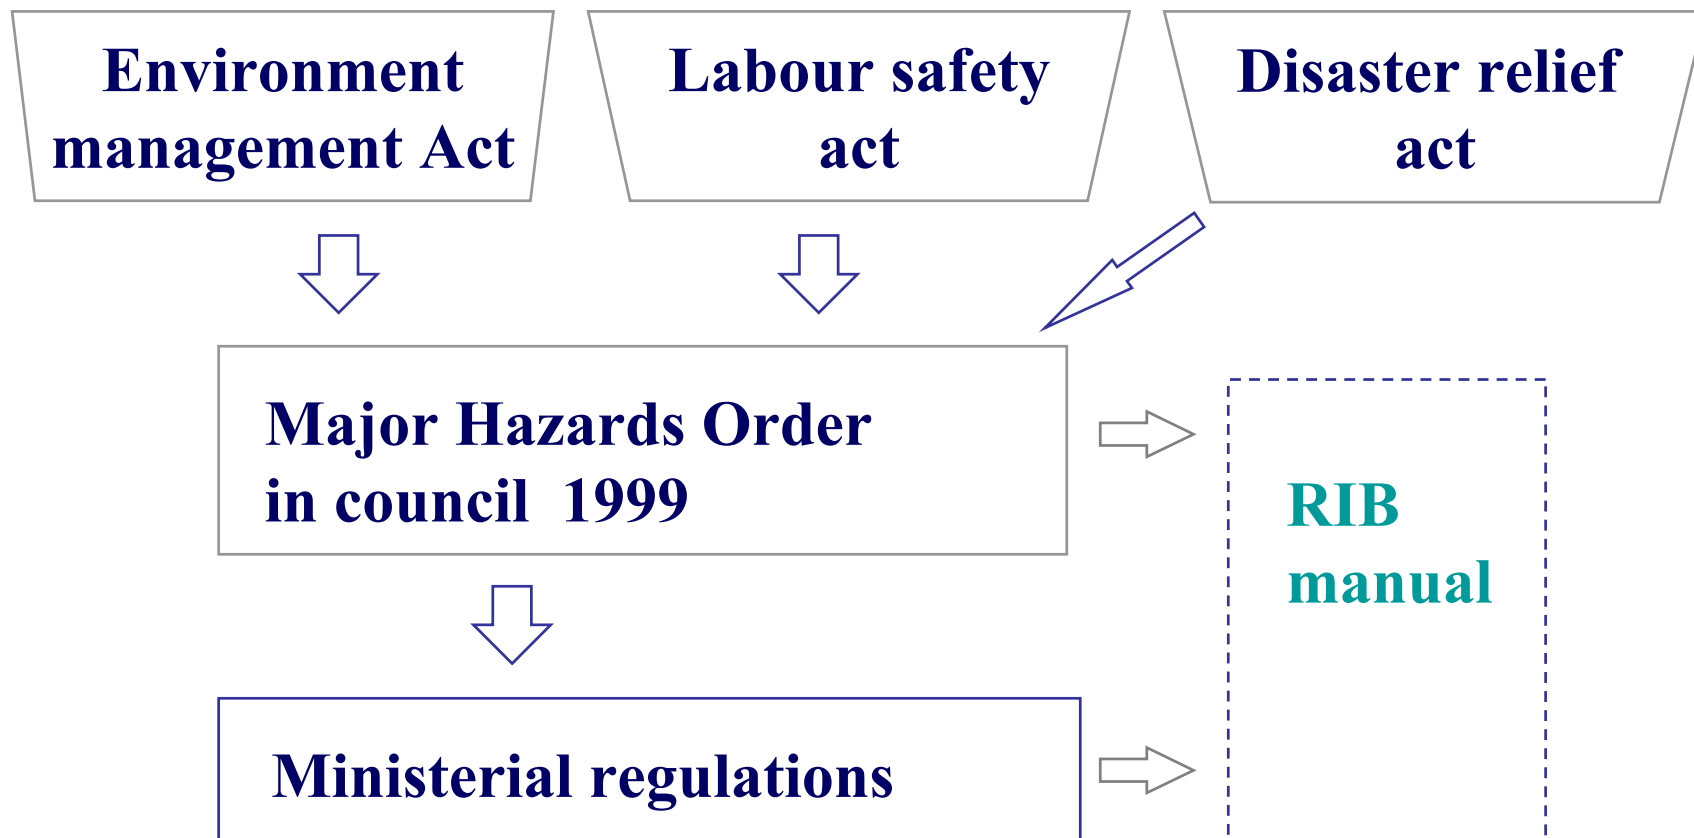 Environment
management Act
Labour safety
act
Disaster relief
act
Major Hazards Order
in council  1999
RIB
manual
Ministerial regulations